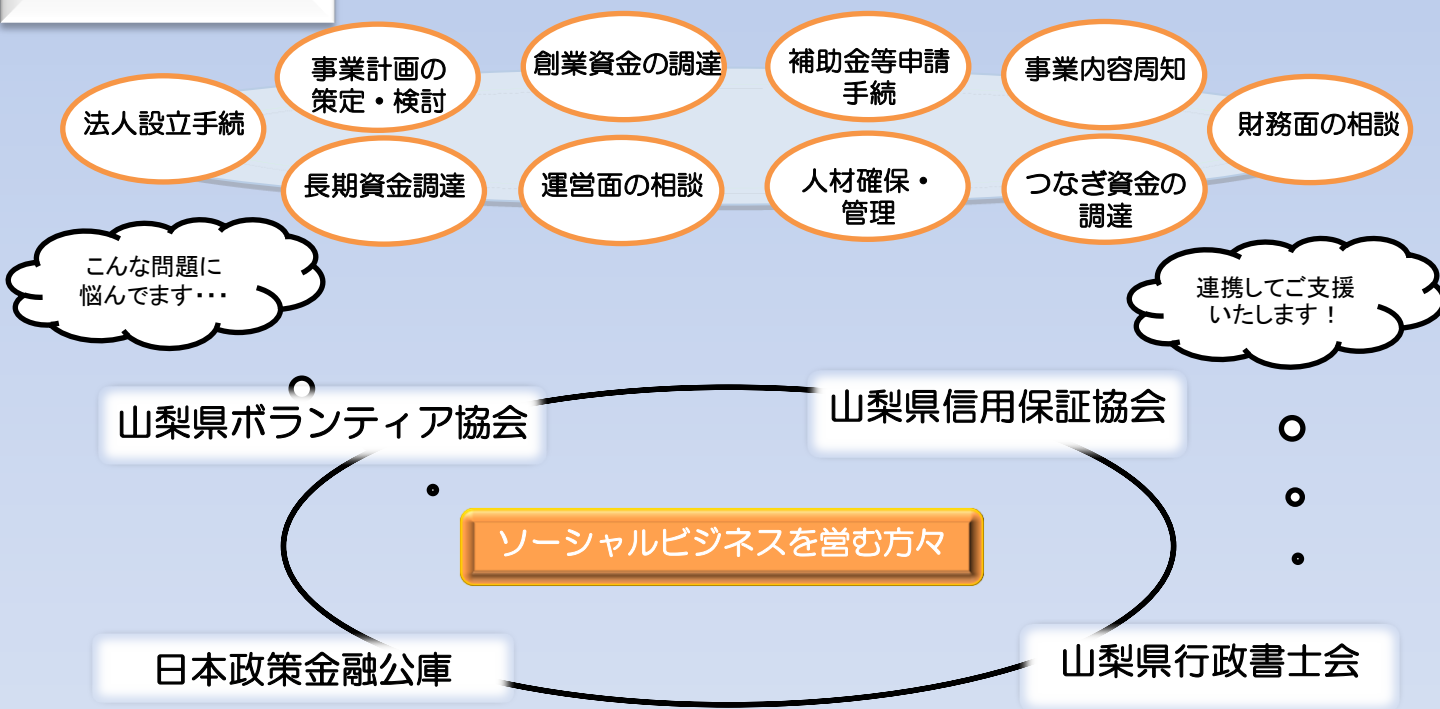 法人設立手続
事業計画の
策定・検討
創業資金の調達
補助金等申請
手続
事業内容周知
財務面の相談
長期資金調達
運営面の相談
人材確保・
管理
つなぎ資金の
調達
こんな問題に
悩んでます・・・
連携してご支援
いたします！
山梨県ボランティア協会
山梨県信用保証協会
ソーシャルビジネスを営む方々
日本政策金融公庫
山梨県行政書士会